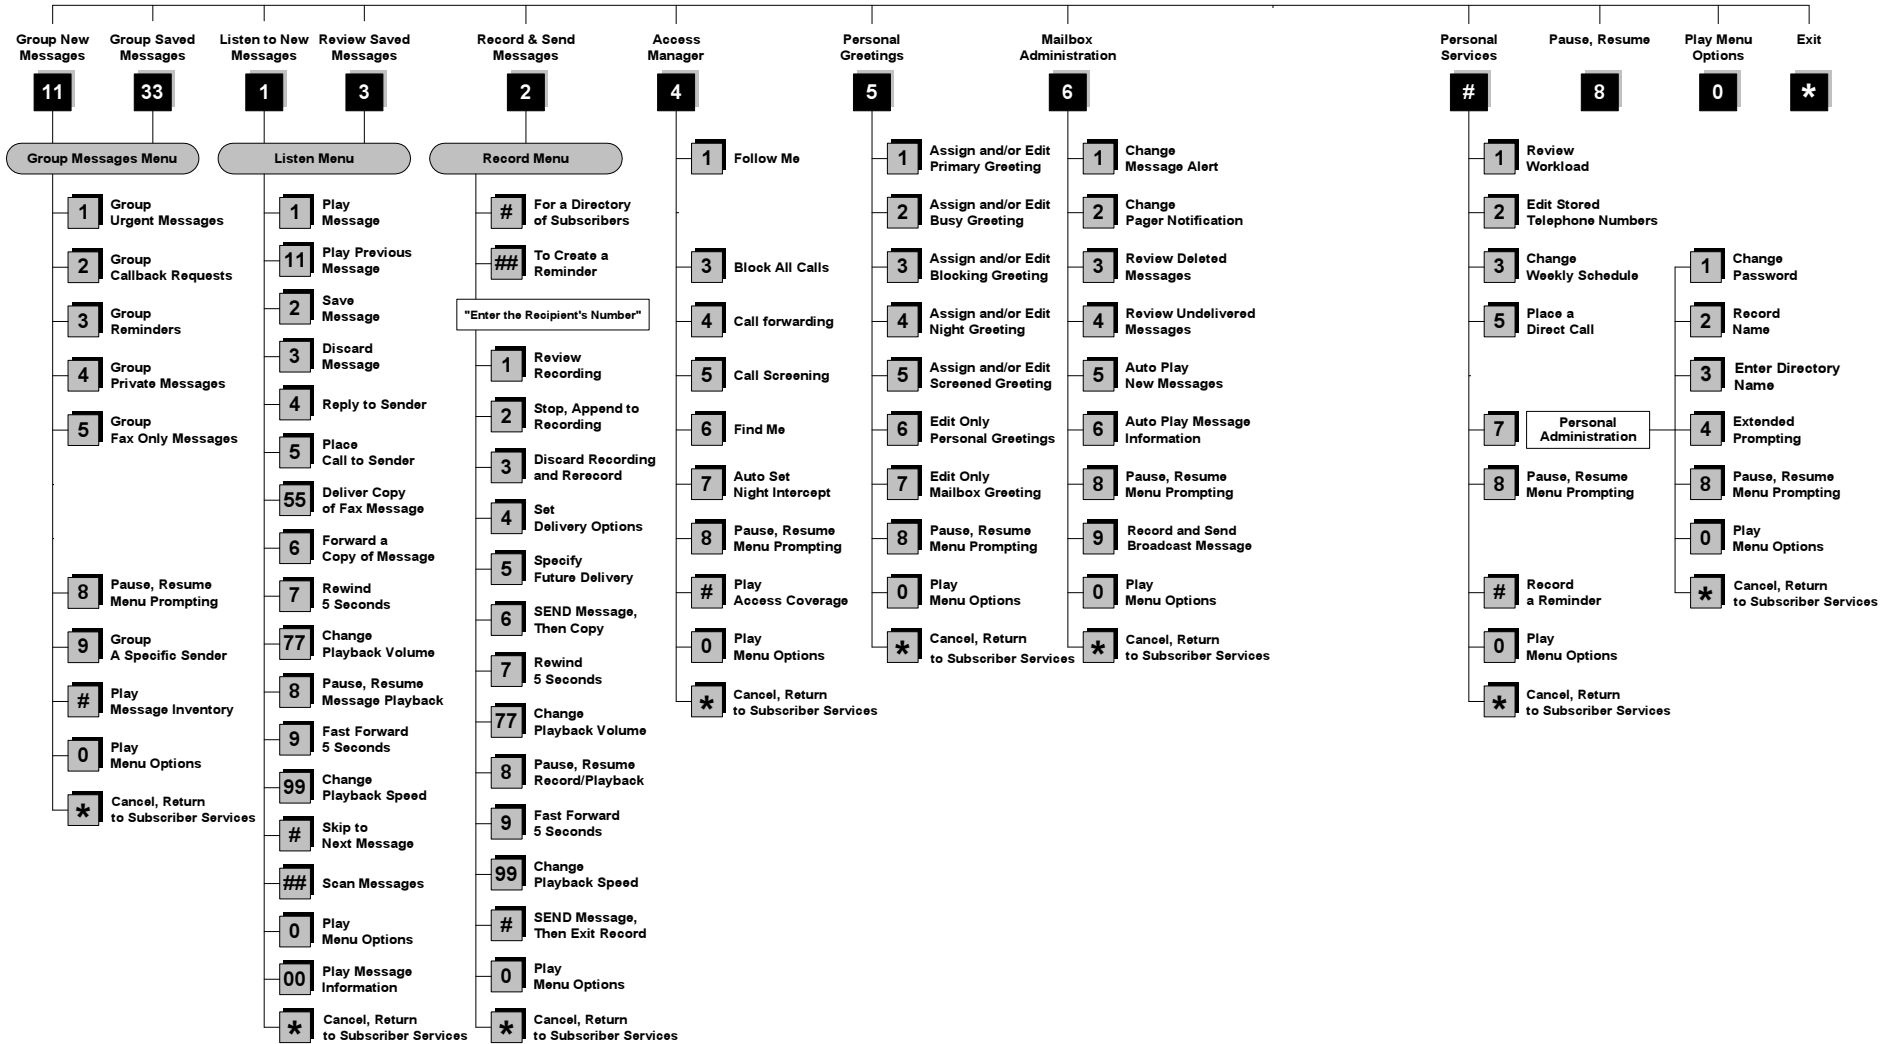 Group New
Messages
11
Group Saved
Messages
33
Listen to New
Messages
1
Review Saved
Messages
3
Record & Send
Messages
2
Access
Manager
4
Personal
Greetings
5
Mailbox
Administration
6
Personal
Services
#
Pause, Resume
8
Play Menu
Options
0
Exit
*
Group Messages Menu
1
Group
Urgent Messages
2
Group
Callback Requests
3
Group
Reminders
4
Group
Private Messages
5
Group
Fax Only Messages
8
Pause, Resume
Menu Prompting
9
Group
A Specific Sender
#
Play
Message Inventory
0
Play
Menu Options
*
Cancel, Return
to Subscriber Services
Listen Menu
1
Play
Message
11
Play Previous
Message
2
Save
Message
3
Discard
Message
4
Reply to Sender
5
Place
Call to Sender
55
Deliver Copy
of Fax Message
6
Forward a
Copy of Message
7
Rewind
5 Seconds
77
Change
Playback Volume
8
Pause, Resume
Message Playback
9
Fast Forward
5 Seconds
99
Change
Playback Speed
#
Skip to
Next Message
##
Scan Messages
0
Play
Menu Options
00
Play Message
Information
*
Cancel, Return
to Subscriber Services
Record Menu
#
For a Directory
of Subscribers
##
To Create a
Reminder
"Enter the Recipient's Number"
1
Review
Recording
2
Stop, Append to
Recording
3
Discard Recording
and Rerecord
4
Set
Delivery Options
5
Specify
Future Delivery
6
SEND Message,
Then Copy
7
Rewind
5 Seconds
77
Change
Playback Volume
8
Pause, Resume
Record/Playback
9
Fast Forward
5 Seconds
99
Change
Playback Speed
#
SEND Message,
Then Exit Record
0
Play
Menu Options
*
Cancel, Return
to Subscriber Services
1
Follow Me
3
Block All Calls
4
Call forwarding
5
Call Screening
6
Find Me
7
Auto Set
Night Intercept
8
Pause, Resume
Menu Prompting
#
Play
Access Coverage
0
Play
Menu Options
*
Cancel, Return
to Subscriber Services
1
Assign and/or Edit
Primary Greeting
2
Assign and/or Edit
Busy Greeting
3
Assign and/or Edit
Blocking Greeting
4
Assign and/or Edit
Night Greeting
5
Assign and/or Edit
Screened Greeting
6
Edit Only
Personal Greetings
7
Edit Only
Mailbox Greeting
8
Pause, Resume
Menu Prompting
0
Play
Menu Options
*
Cancel, Return
to Subscriber Services
1
Change
Message Alert
2
Change
Pager Notification
3
Review Deleted
Messages
4
Review Undelivered
Messages
5
Auto Play
New Messages
6
Auto Play Message
Information
8
Pause, Resume
Menu Prompting
9
Record and Send
Broadcast Message
0
Play
Menu Options
*
Cancel, Return
to Subscriber Services
1
Review
Workload
2
Edit Stored
Telephone Numbers
3
Change
Weekly Schedule
5
Place a
Direct Call
7
Personal
Administration
8
Pause, Resume
Menu Prompting
#
Record
a Reminder
0
Play
Menu Options
*
Cancel, Return
to Subscriber Services
1
Change
Password
2
Record
Name
3
Enter Directory
Name
4
Extended
Prompting
8
Pause, Resume
Menu Prompting
0
Play
Menu Options
*
Cancel, Return
to Subscriber Services